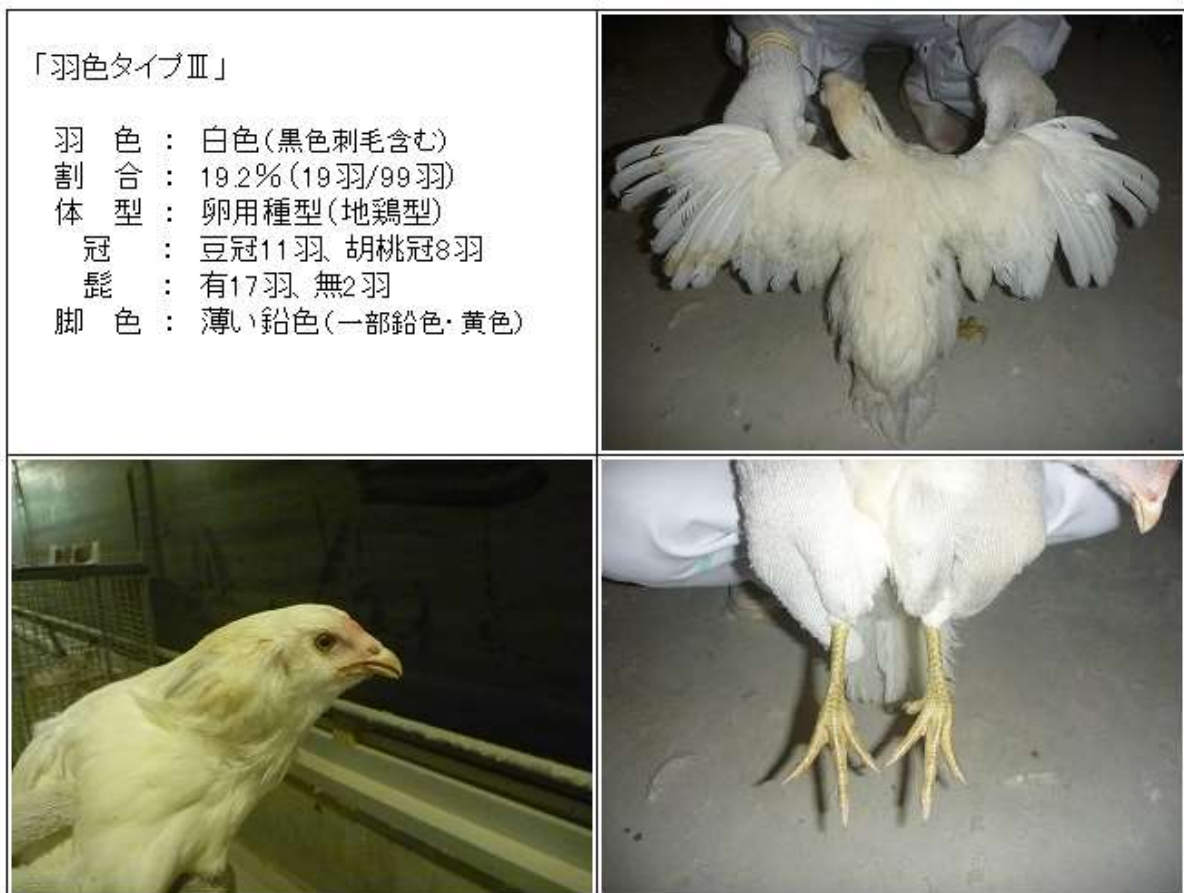 「羽色タイプⅢ」
羽 色 : 白色(黒色刺毛含む)
割 合 : 19.2%(19羽/99羽)
体 型 : 卵用種型(地鶏型)
冠 : 豆冠11羽、胡桃冠8羽
髭 : 有17羽、無2羽
脚 色 : 薄い鉛色(一部鉛色・黄色)